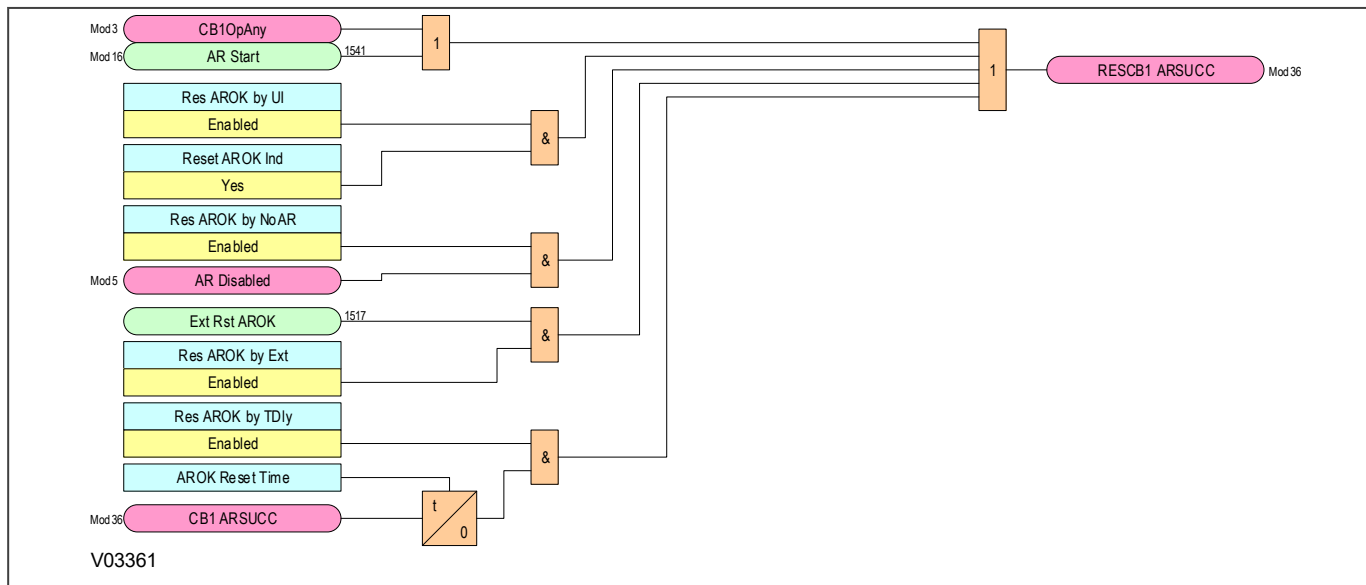 Mod 3
CB1OpAny
1
Mod 16
AR Start
1541
1
RESCB1 ARSUCC
Mod 36
Res AROK by UI
Enabled
&
Reset AROK Ind
Yes
Res AROK by NoAR
Enabled
&
Mod 5
AR Disabled
Ext Rst AROK
1517
&
Res AROK by Ext
Enabled
Res AROK by TDly
Enabled
&
AROK Reset Time
t
0
Mod 36
CB1 ARSUCC
V03361